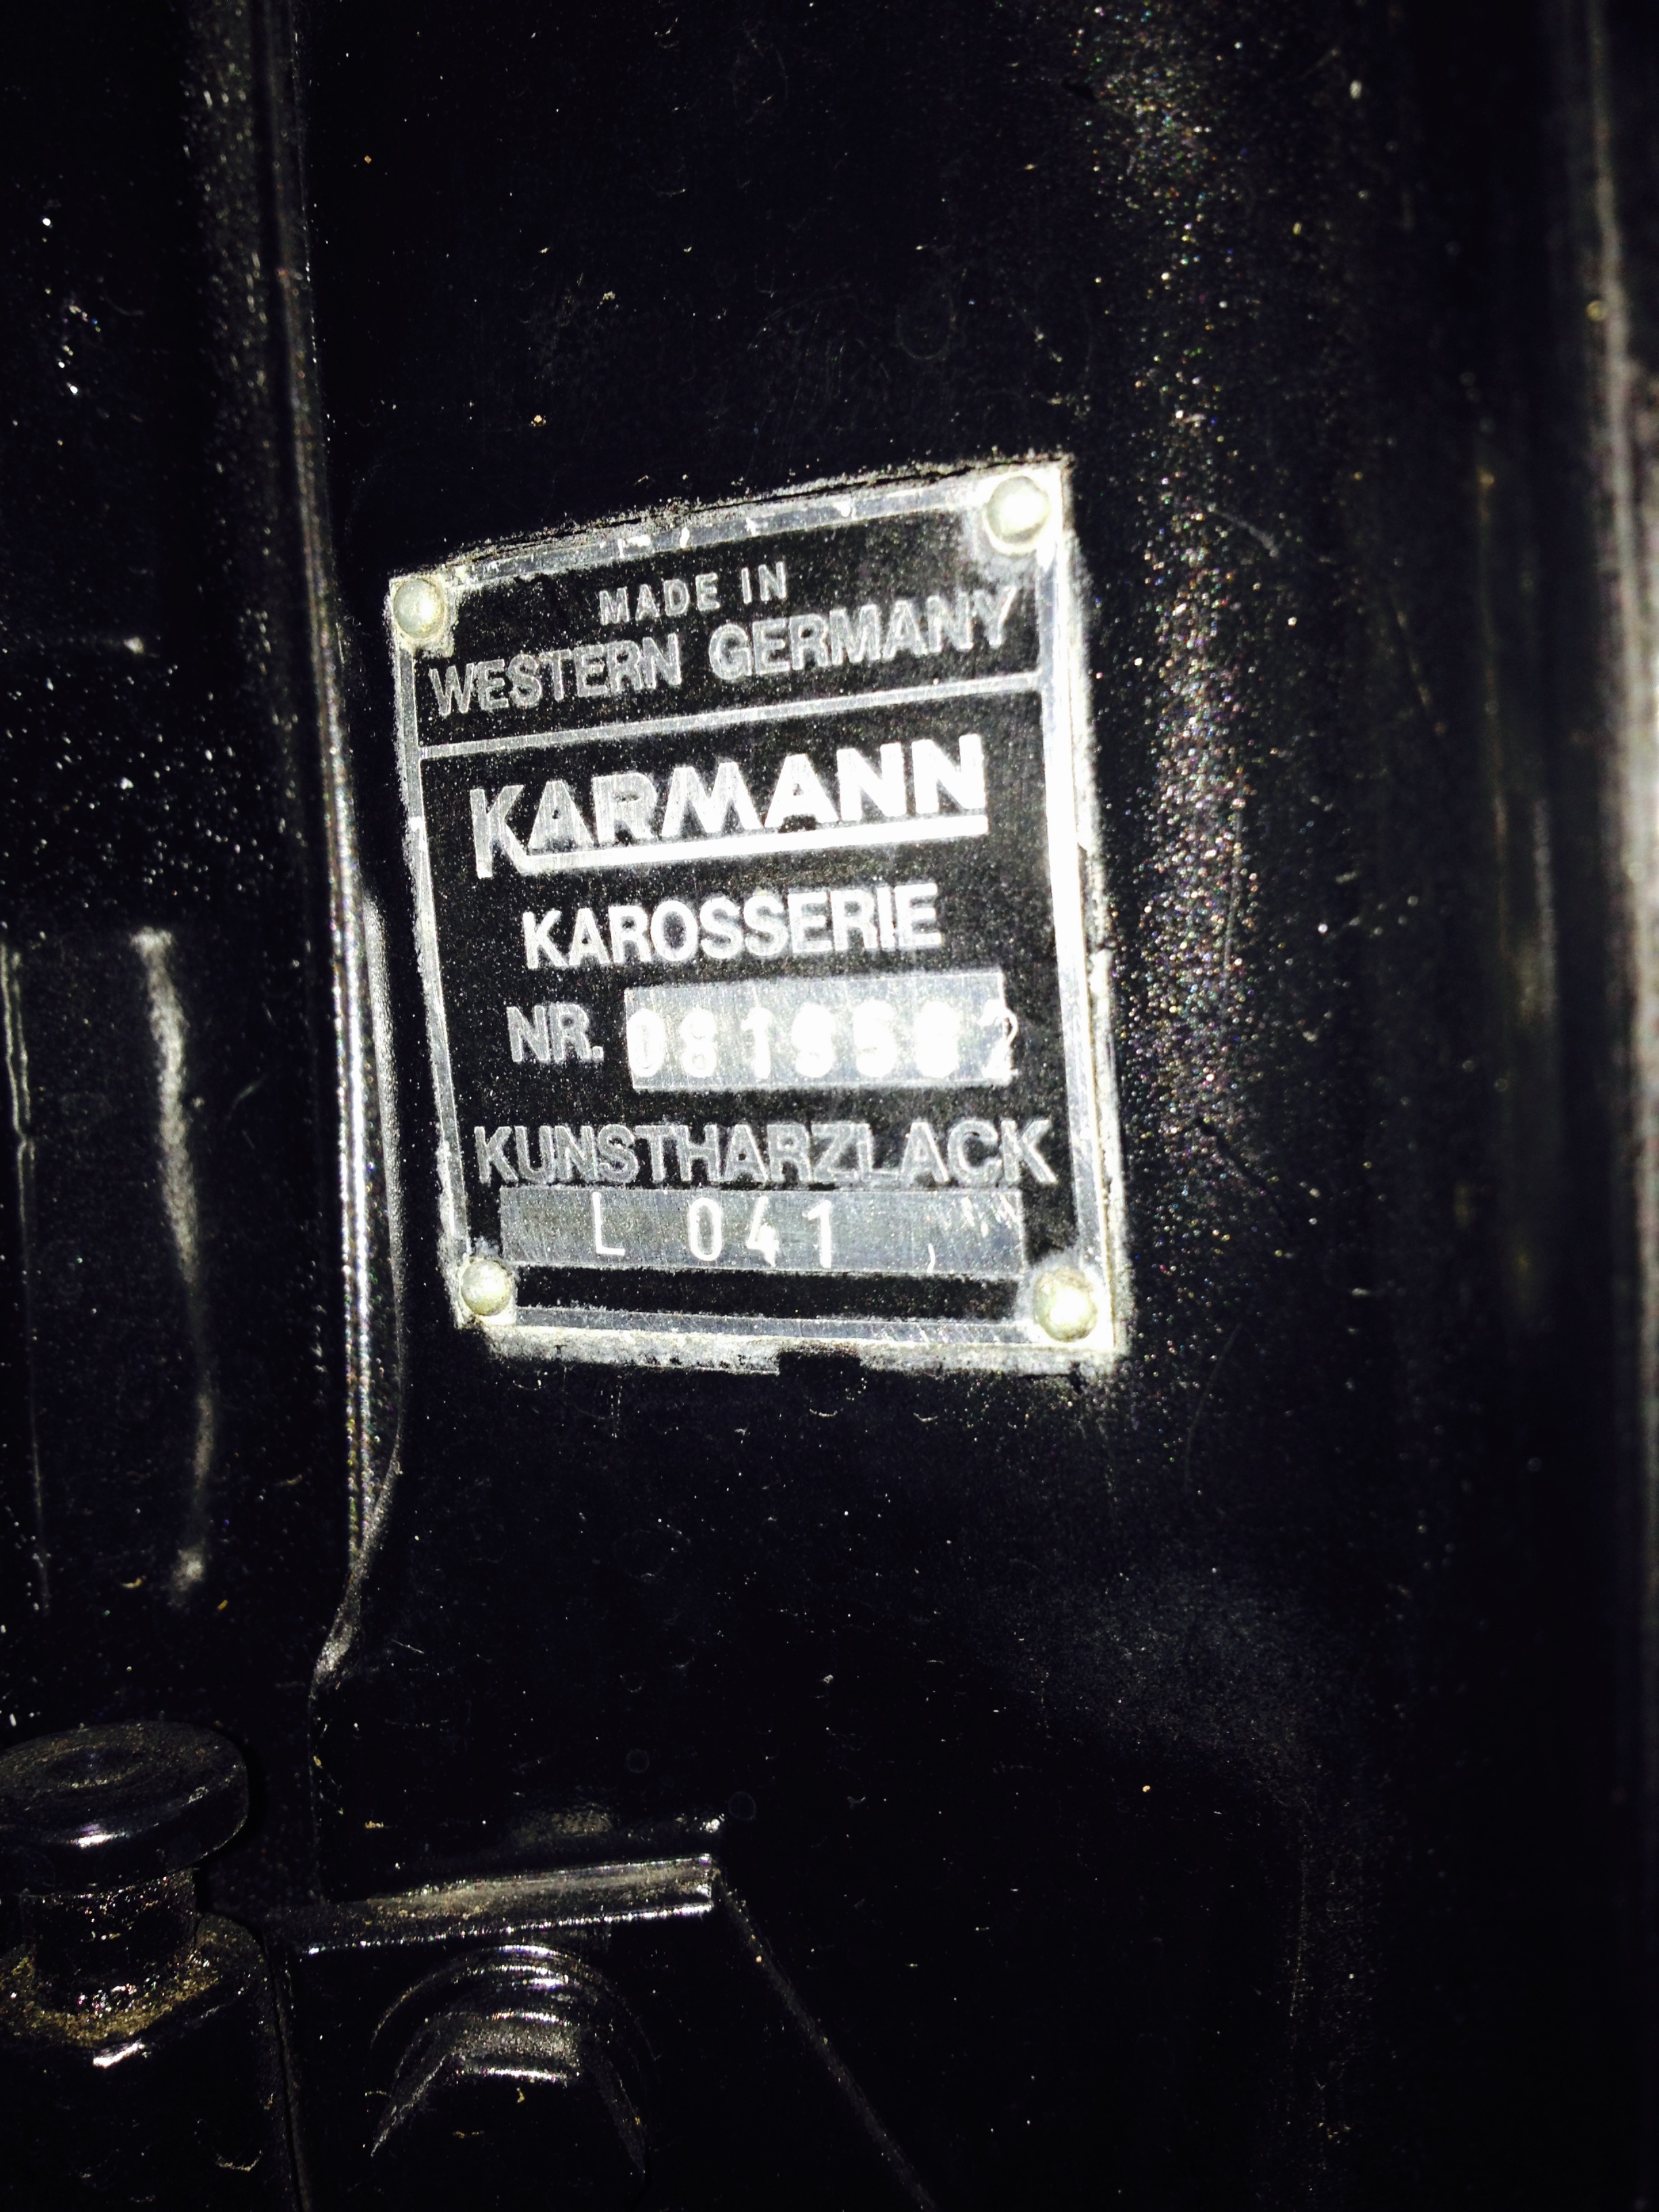 MADE IN
WESTERN GERMANY
KARMANN
KAROSSERIE
NR.
KUNSTHARZLACK
L 041